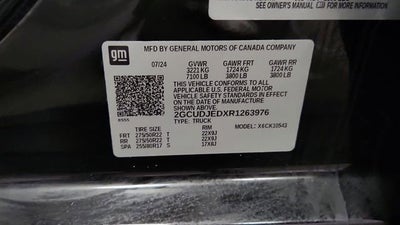 SEE OWNER'S MANUAL FOR MORE INFORMATION
gm
MFD BY GENERAL MOTORS OF CANADA COMPANY
07/24 GVWR GAWR FRT GAWR RR
3221 KG 1724 KG 1724 KG
7100 LB 3800 LB 3800 LB
THIS VEHICLE CONFORMS TO ALL
APPLICABLE U.S. FEDERAL MOTOR
VEHICLE SAFETY STANDARDS IN EFFECT
ON THE DATE OF MANUFACTURE
2GCUDJEDXR1263976
TYPE: TRUCK
TIRE SIZE RIM MODEL: X6CK10543
FRT 275/50R22 T 22X9J
RR 275/50R22 T 22X9J
SPA 255/80R17 S 17X8J